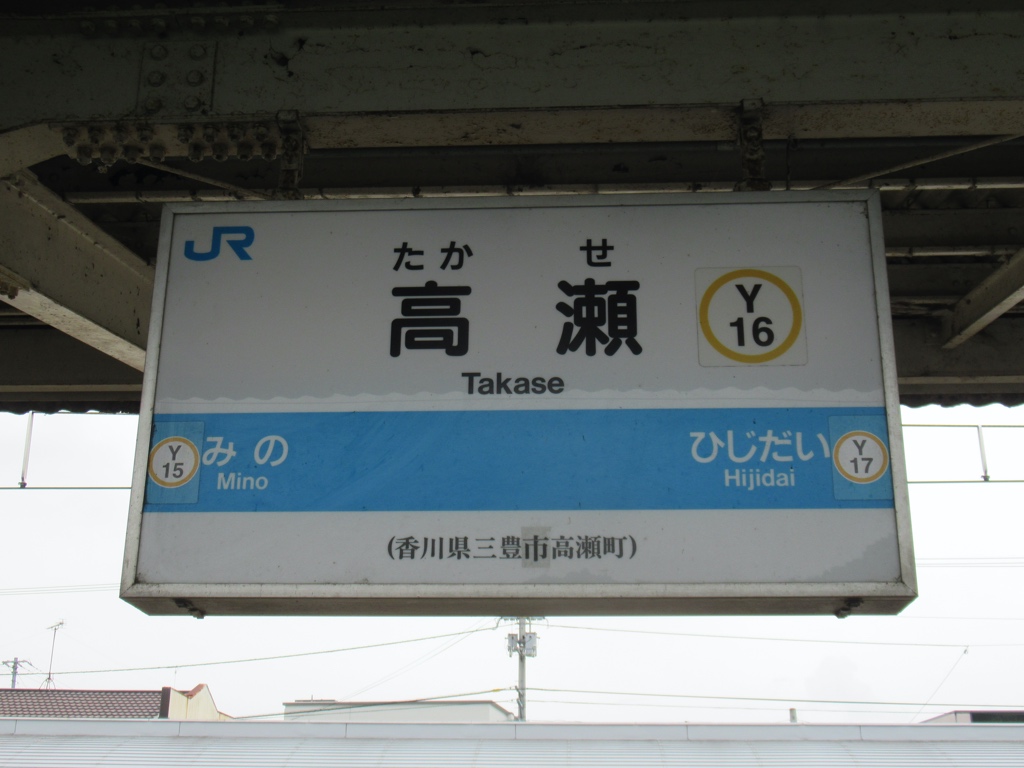 JR
たか せ
高 瀬
Y
16
Takase
Y
15
みの
Mino
ひじだい
Hijidai
Y
17
(香川県三豊市高瀬町)